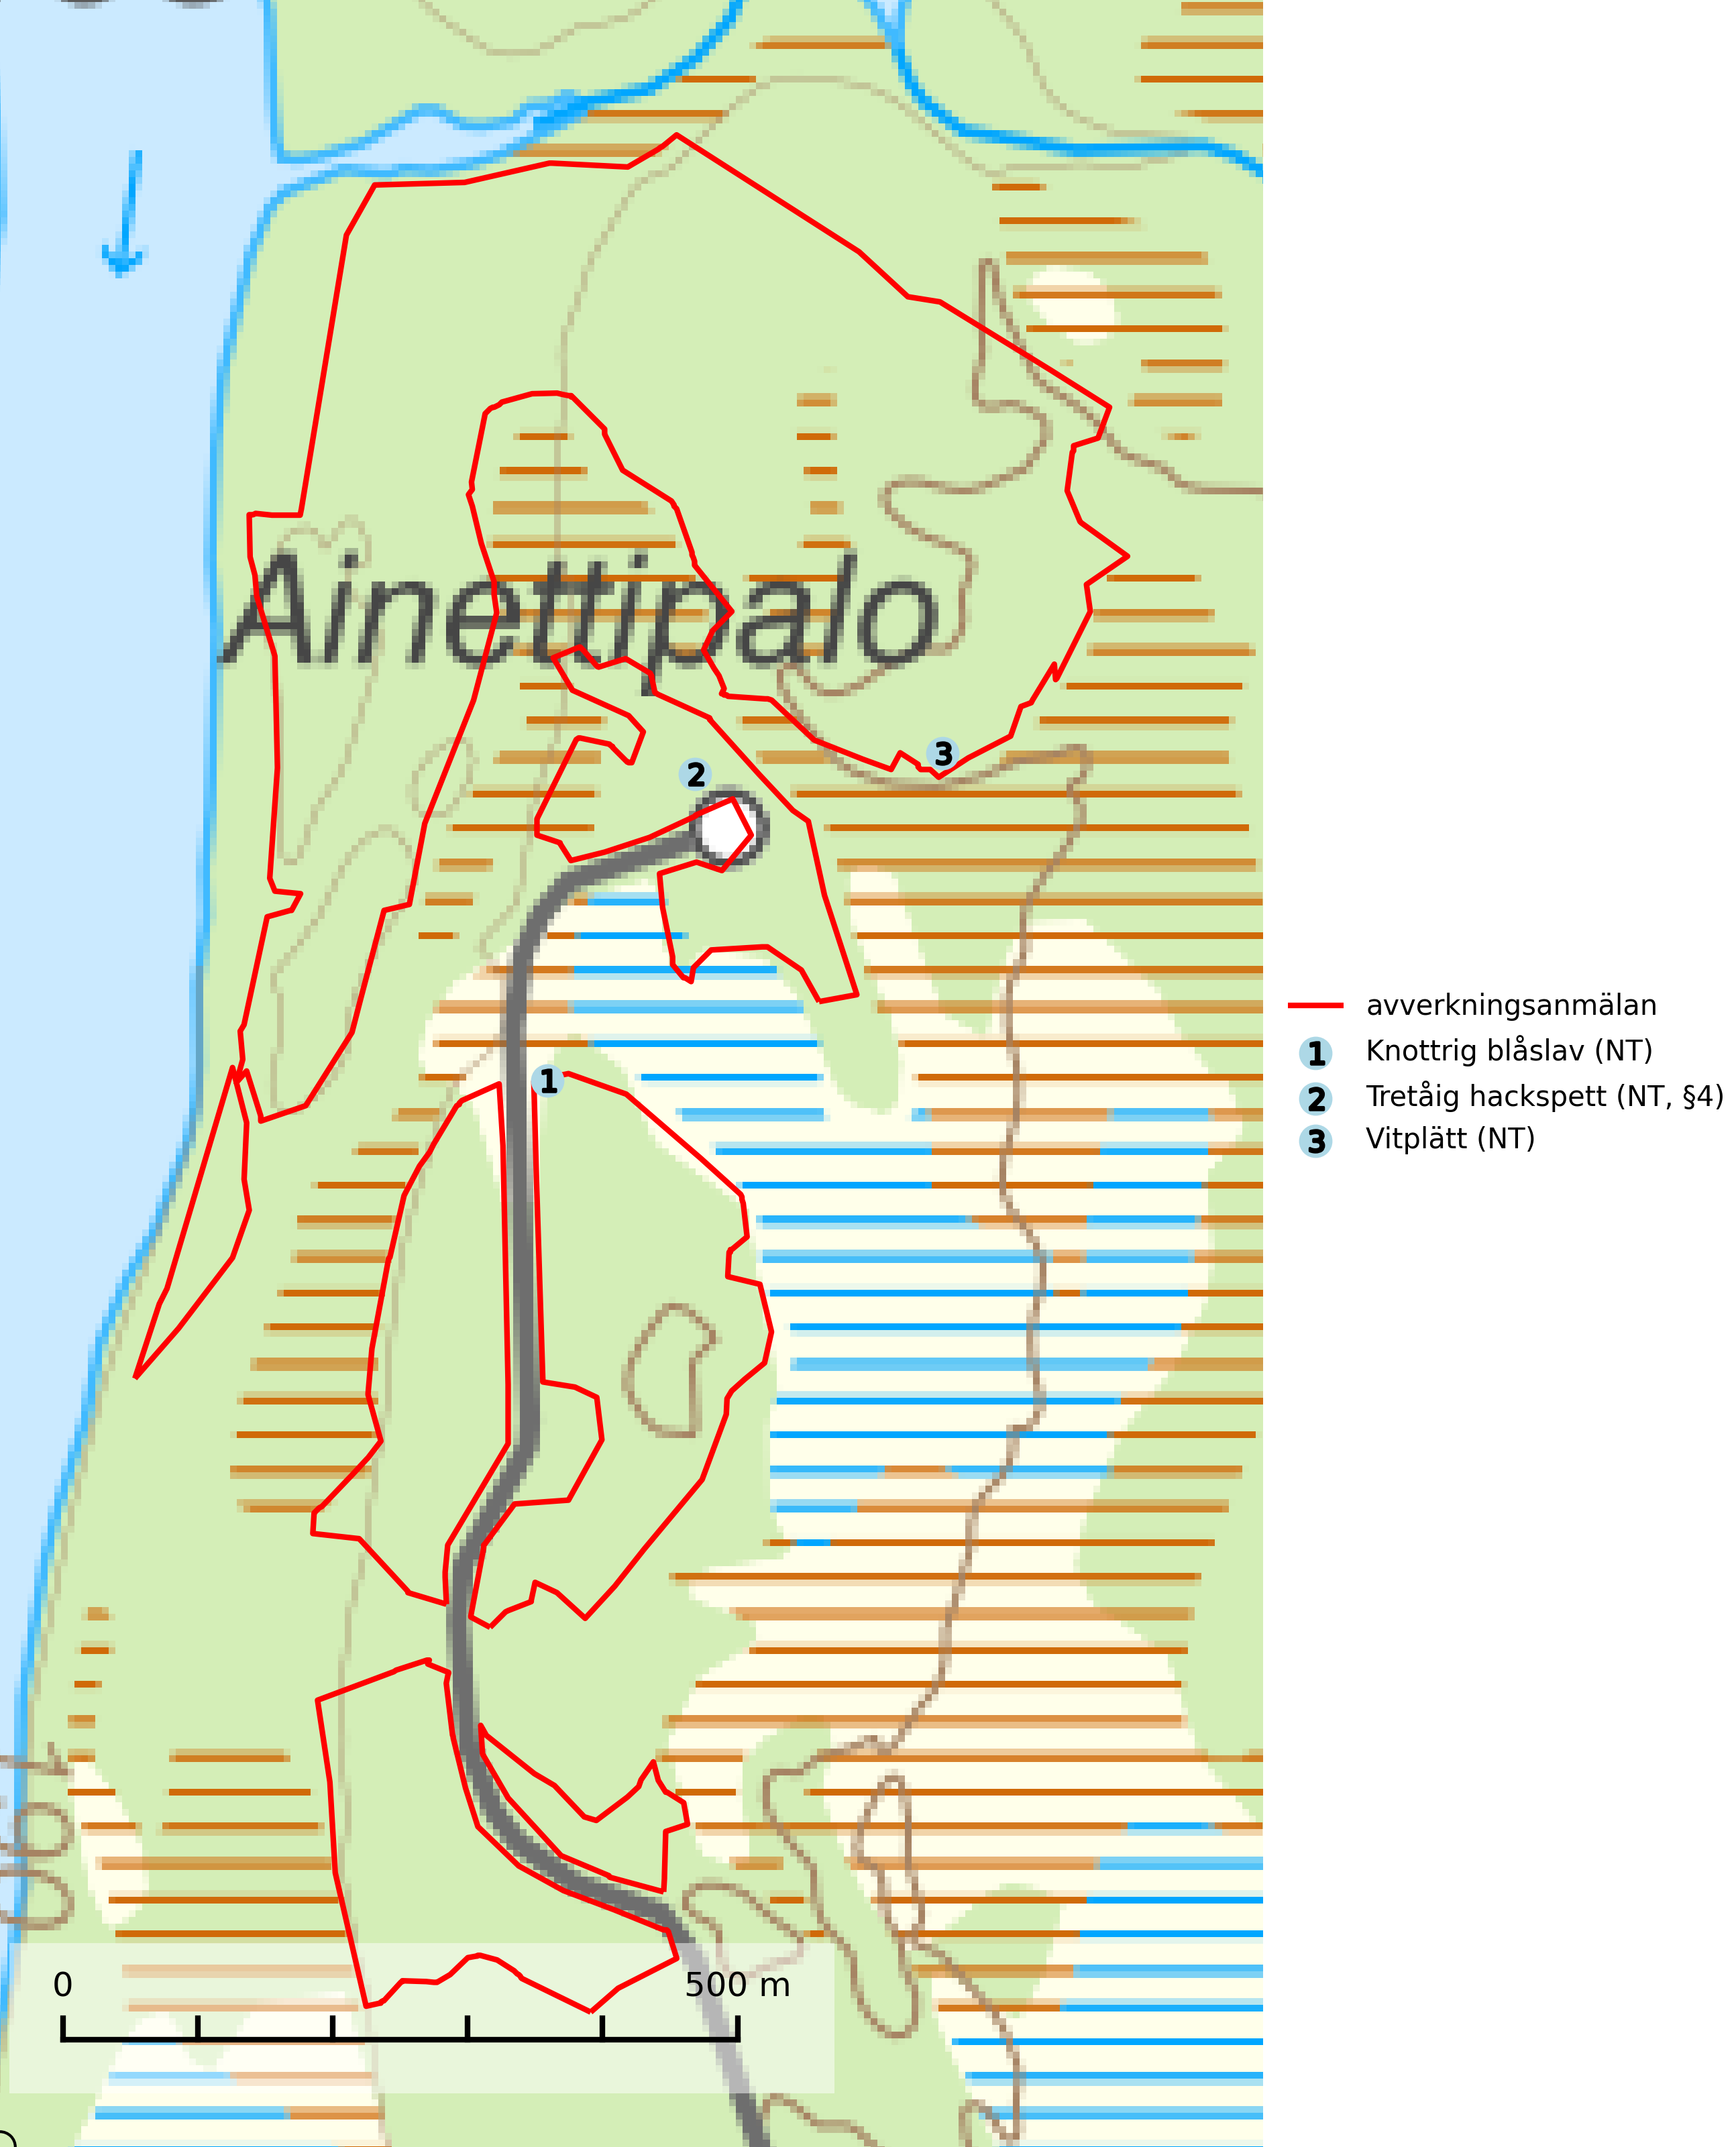 Ainettipalo
3
2
1
avverkningsanmälan
1 Knottrig blåslav (NT)
2 Tretåig hackspett (NT, §4)
3 Vitplätt (NT)
0 500 m